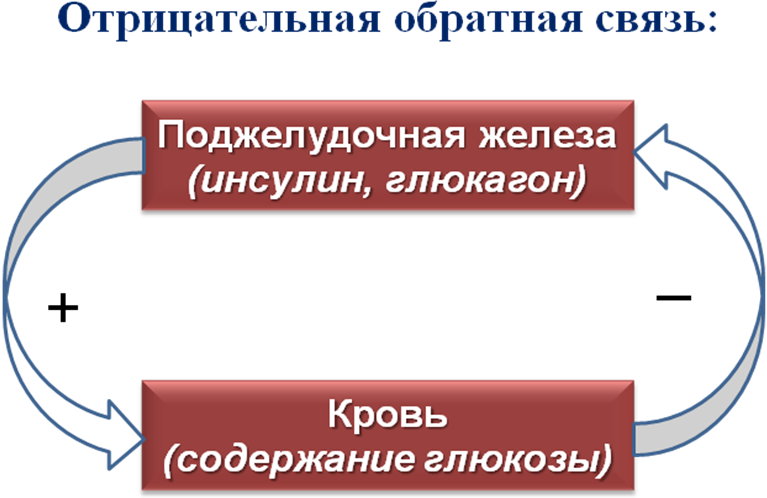 Отрицательная обратная связь:
Поджелудочная железа
(инсулин, глюкагон)
+ –
Кровь
(содержание глюкозы)